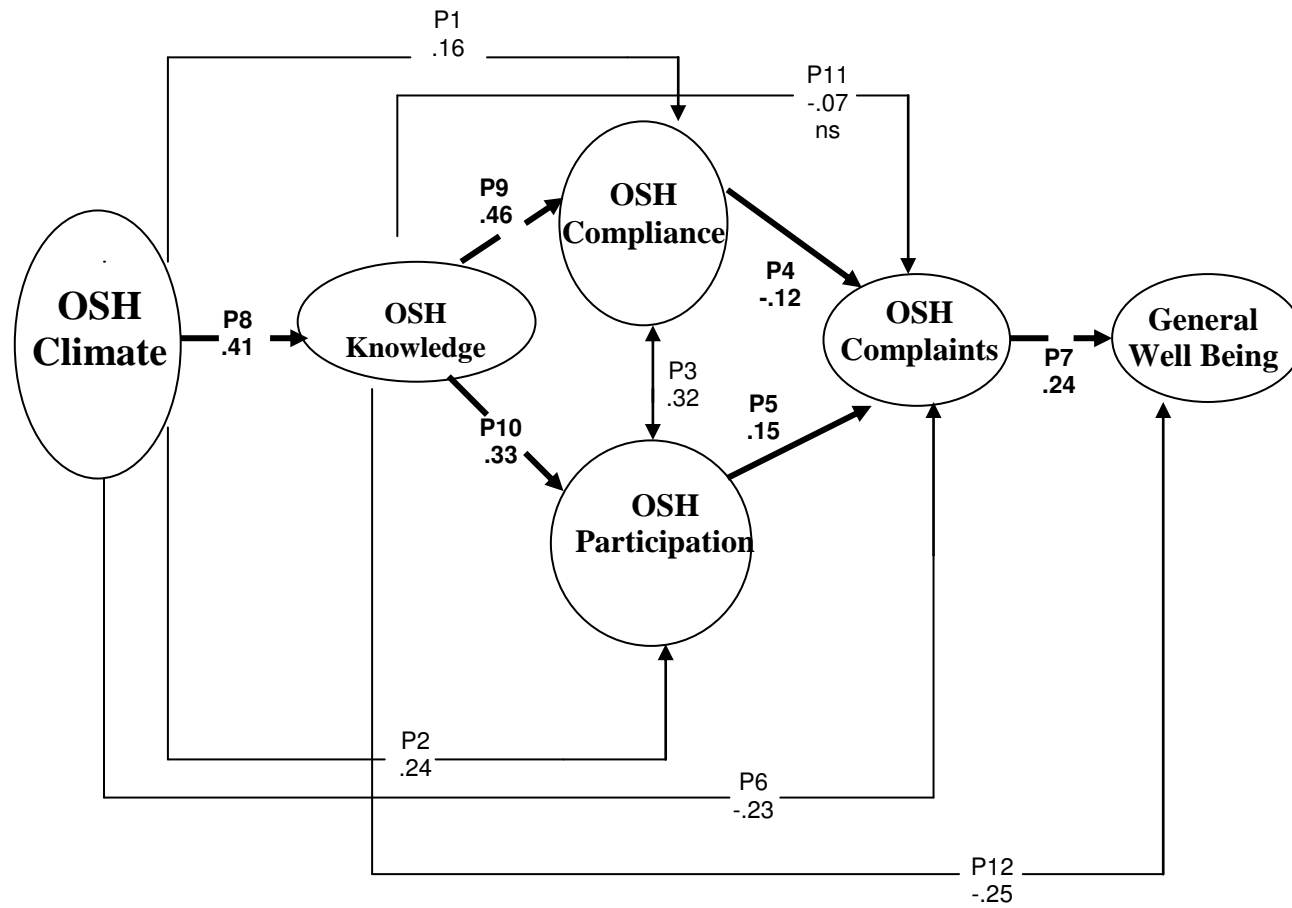 P1
.16
P11
-.07
ns
P9
.46
OSH
Compliance
P4
-.12
OSH
Climate
P8
.41
OSH
Knowledge
P3
.32
OSH
Complaints
P7
.24
General
Well Being
P10
.33
P5
.15
OSH
Participation
P2
.24
P6
-.23
P12
-.25